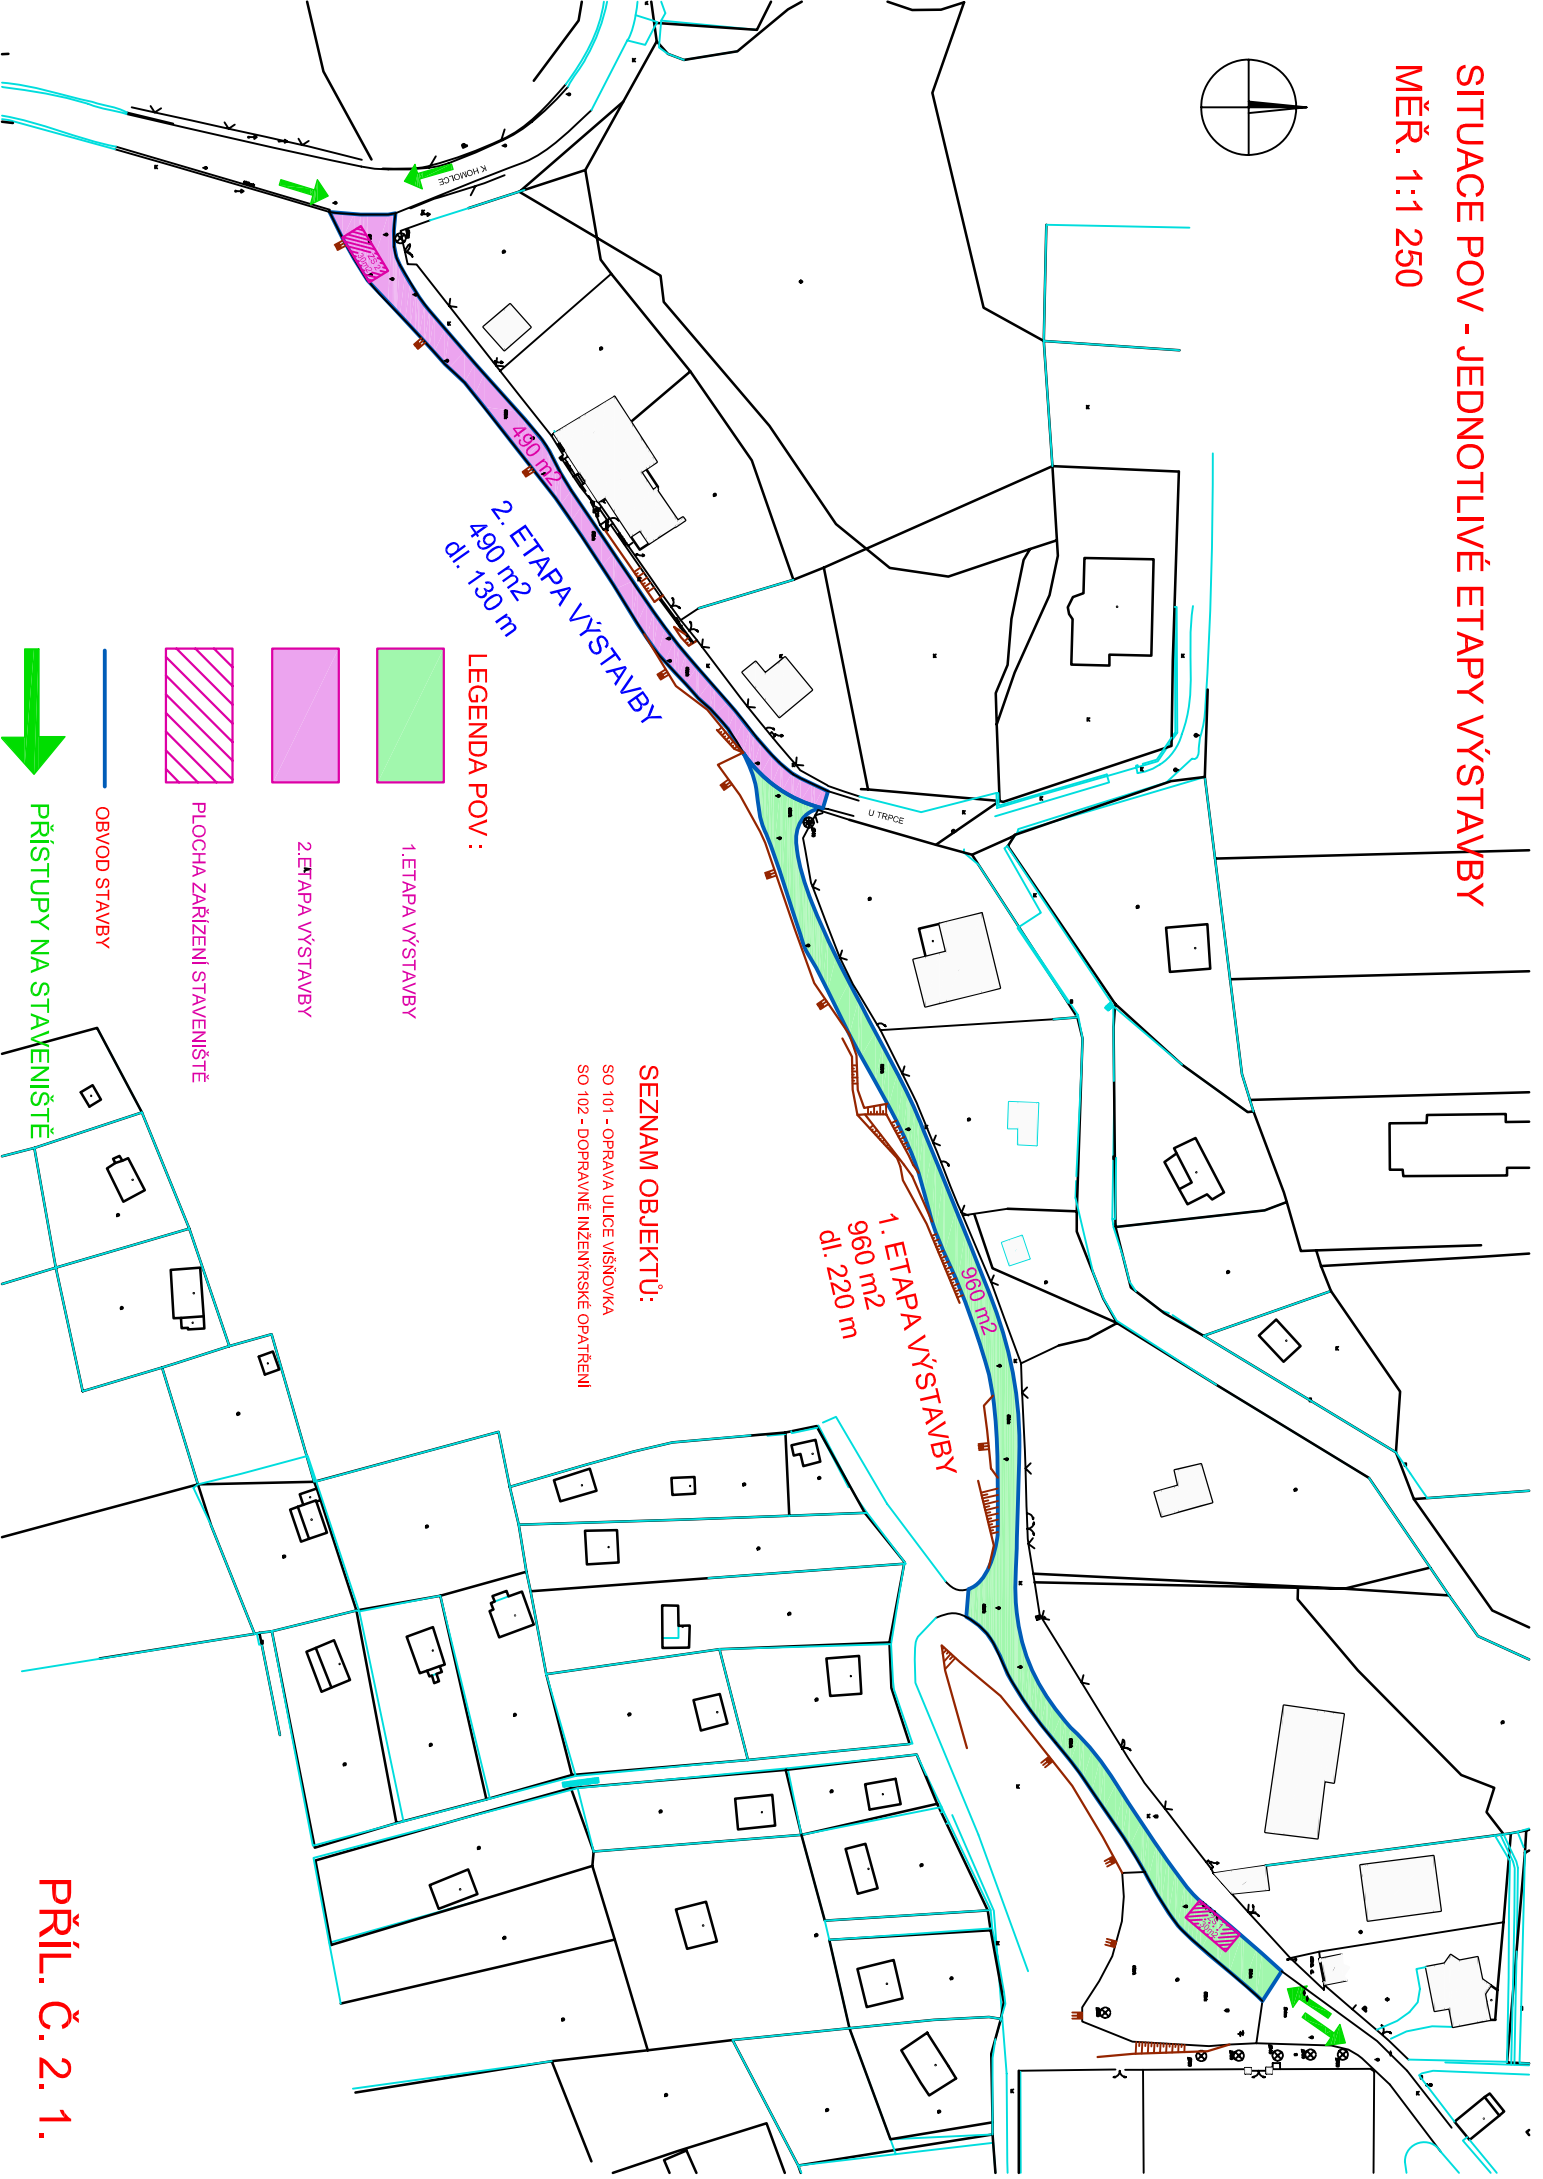 SITUACE POV - JEDNOTLIVÉ ETAPY VÝSTAVBY
MĚŘ. 1:1 250
K HOMOLCE
490 m2
2. ETAPA VÝSTAVBY
490 m2
dl. 130 m
U TRPCE
960 m2
1. ETAPA VÝSTAVBY
960 m2
dl. 220 m
LEGENDA POV :
1.ETAPA VÝSTAVBY
2.ETAPA VÝSTAVBY
PLOCHA ZAŘÍZENÍ STAVENIŠTĚ
OBVOD STAVBY
PŘÍSTUPY NA STAVENIŠTĚ
SEZNAM OBJEKTŮ:
SO 101 - OPRAVA ULICE VIŠŇOVKA
SO 102 - DOPRAVNĚ INŽENÝRSKÉ OPATŘENÍ
PŘÍL. Č. 2. 1.